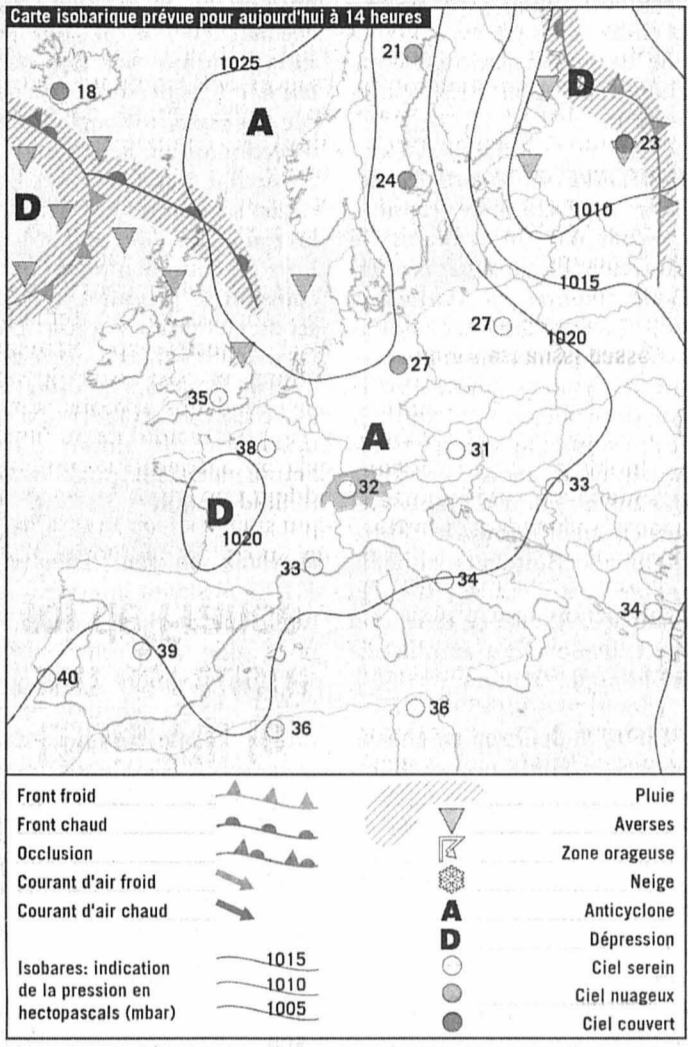 Carte isobarique prévue pour aujourd'hui à 14 heures
21
1025
18
A
D
23
24
D
1010
1015
27
1020
27
35
A
38
31
32
33
D
1020
33
34
34
39
40
36
36
Front froid
Front chaud
Occlusion
Courant d'air froid
Courant d'air chaud
Isobares: indication
de la pression en
hectopascals (mbar)
1015
1010
1005
Pluie
Averses
Zone orageuse
Neige
A Anticyclone
D Dépression
Ciel serein
Ciel nuageux
Ciel couvert